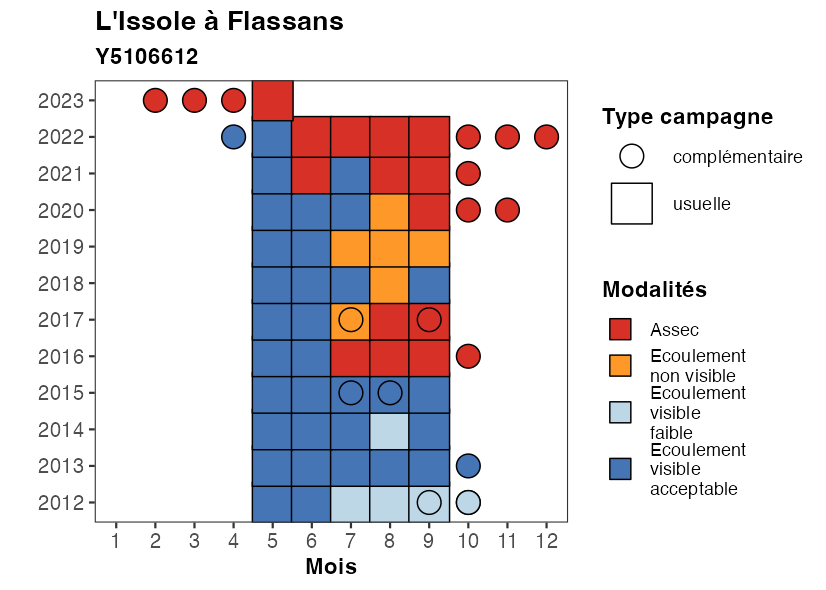 L'Issole à Flassans
Y5106612
2023
2022
2021
2020
2019
2018
2017
2016
2015
2014
2013
2012
1 2 3 4 5 6 7 8 9 10 11 12
Mois
Type campagne
complémentaire
usuelle
Modalités
Assec
Ecoulement
non visible
Ecoulement
visible
faible
Ecoulement
visible
acceptable